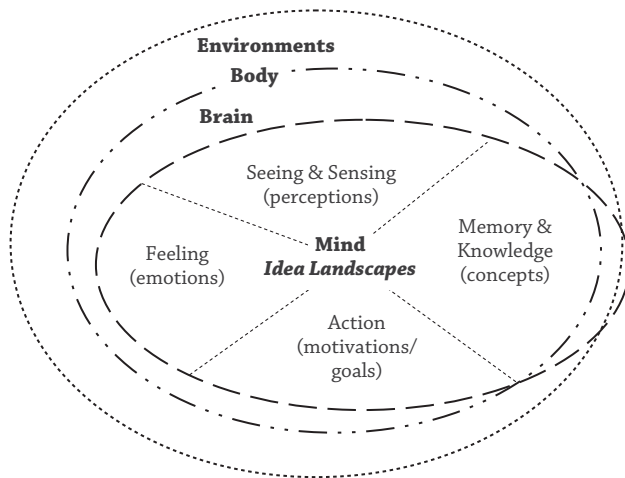 Environments
Body
Brain
Seeing & Sensing
(perceptions)
Feeling
(emotions)
Mind
Idea Landscapes
Memory &
Knowledge
(concepts)
Action
(motivations/
goals)